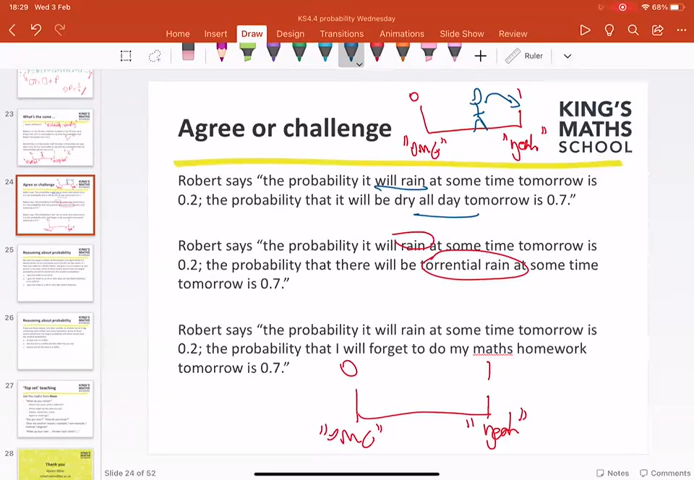 18:29 Wed 3 Feb
68%
KS4.4 probability Wednesday
Home Insert Draw Design Transitions Animations Slide Show Review
Ruler
23
What's the same...
24
Agree or challenge
25
Reasoning about probability
26
Reasoning about probability
27
28
Thank you
0 1
"OMG" "yeah"
Agree or challenge
KING'S
MATHS
SCHOOL
Robert says "the probability it will rain at some time tomorrow is
0.2; the probability that it will be dry all day tomorrow is 0.7."
Robert says "the probability it will rain at some time tomorrow is
0.2; the probability that there will be torrential rain at some time
tomorrow is 0.7."
Robert says "the probability it will rain at some time tomorrow is
0.2; the probability that I will forget to do my maths homework
tomorrow is 0.7."
0 1
"OMG" "yeah"
Slide 24 of 52
Notes Comments